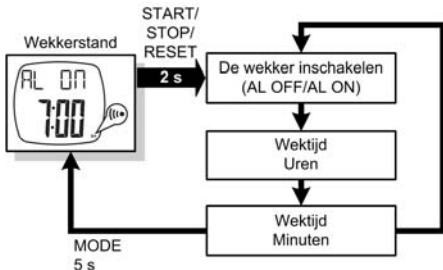 Wekkerstand
AL ON
7:00
START/
STOP/
RESET
2 s
De wekker inschakelen
(AL OFF/AL ON)
Wektijd
Uren
Wektijd
Minuten
MODE
5 s